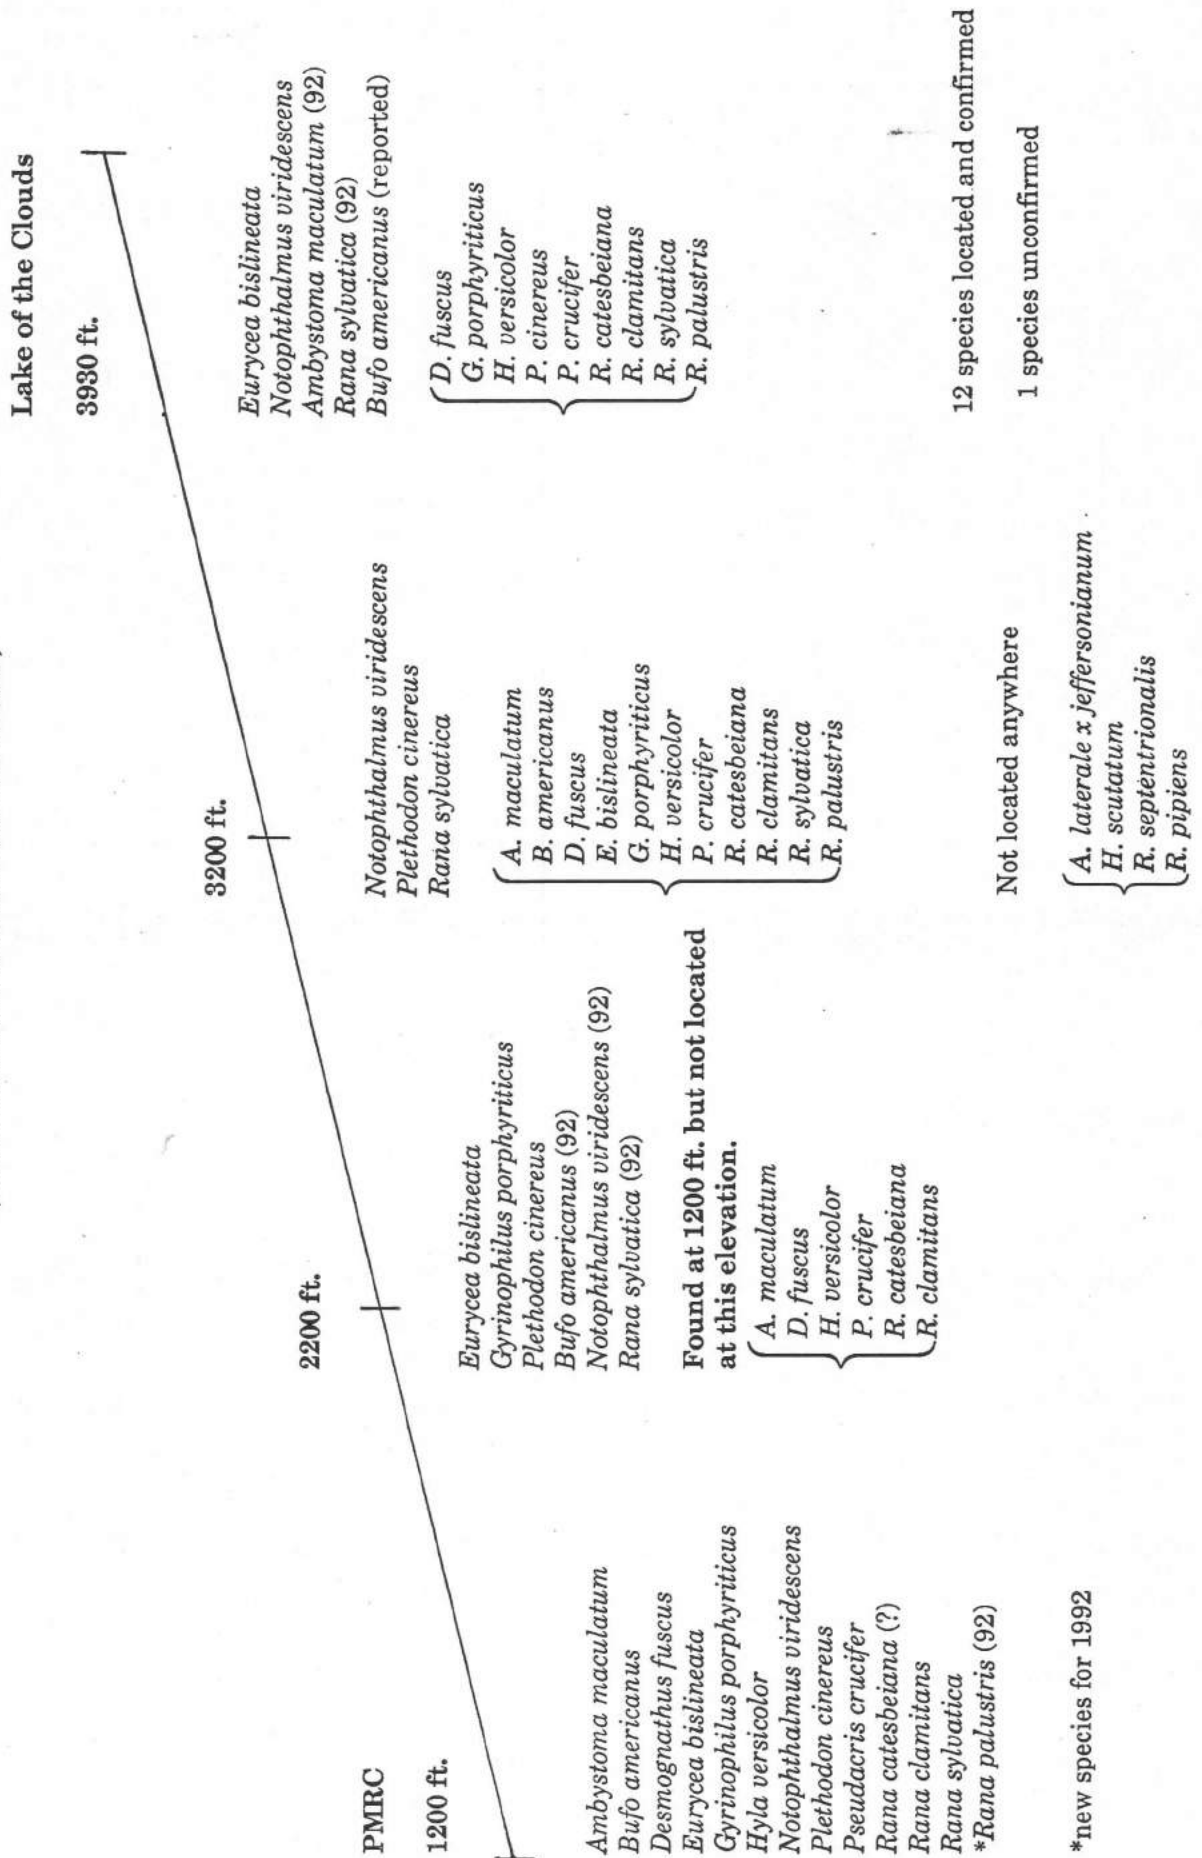 Lake of the Clouds
3930 ft.
3200 ft.
2200 ft.
PMRC
1200 ft.
Ambystoma maculatum
Bufo americanus
Desmognathus fuscus
Eurycea bislineata
Gyrinophilus porphyriticus
Hyla versicolor
Notophthalmus viridescens
Plethodon cinereus
Pseudacris crucifer
Rana catesbeiana (?)
Rana clamitans
Rana sylvatica
*Rana palustris (92)
*new species for 1992
Eurycea bislineata
Gyrinophilus porphyriticus
Plethodon cinereus
Bufo americanus (92)
Notophthalmus viridescens (92)
Rana sylvatica (92)
Found at 1200 ft. but not located
at this elevation.
A. maculatum
D. fuscus
H. versicolor
P. crucifer
R. catesbeiana
R. clamitans
Notophthalmus viridescens
Plethodon cinereus
Rana sylvatica
A. maculatum
B. americanus
D. fuscus
E. bislineata
G. porphyriticus
H. versicolor
P. crucifer
R. catesbeiana
R. clamitans
R. sylvatica
R. palustris
Not located anywhere
A. laterale x jeffersonianum
H. scutatum
R. septentrionalis
R. pipiens
Eurycea bislineata
Notophthalmus viridescens
Ambystoma maculatum (92)
Rana sylvatica (92)
Bufo americanus (reported)
D. fuscus
G. porphyriticus
H. versicolor
P. cinereus
P. crucifer
R. catesbeiana
R. clamitans
R. sylvatica
R. palustris
12 species located and confirmed
1 species unconfirmed